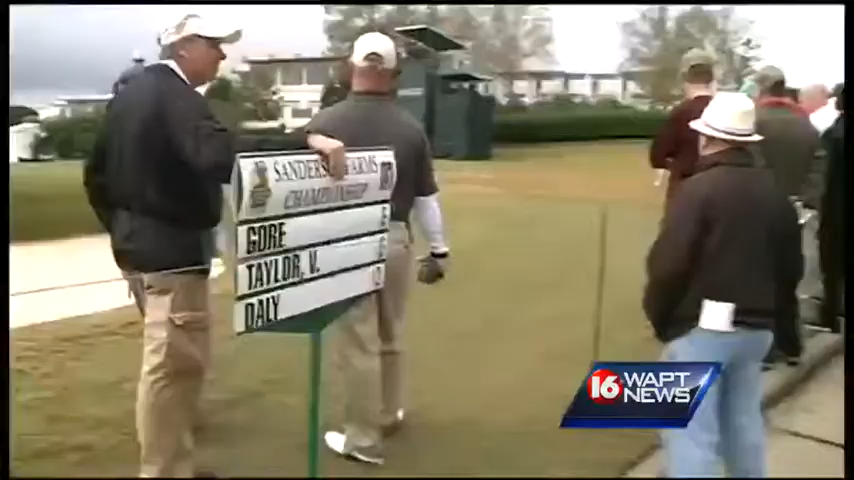 SANDERSON FARMS
CHAMPIONSHIP
GORE
TAYLOR, V.
DALY
16 WAPT
NEWS